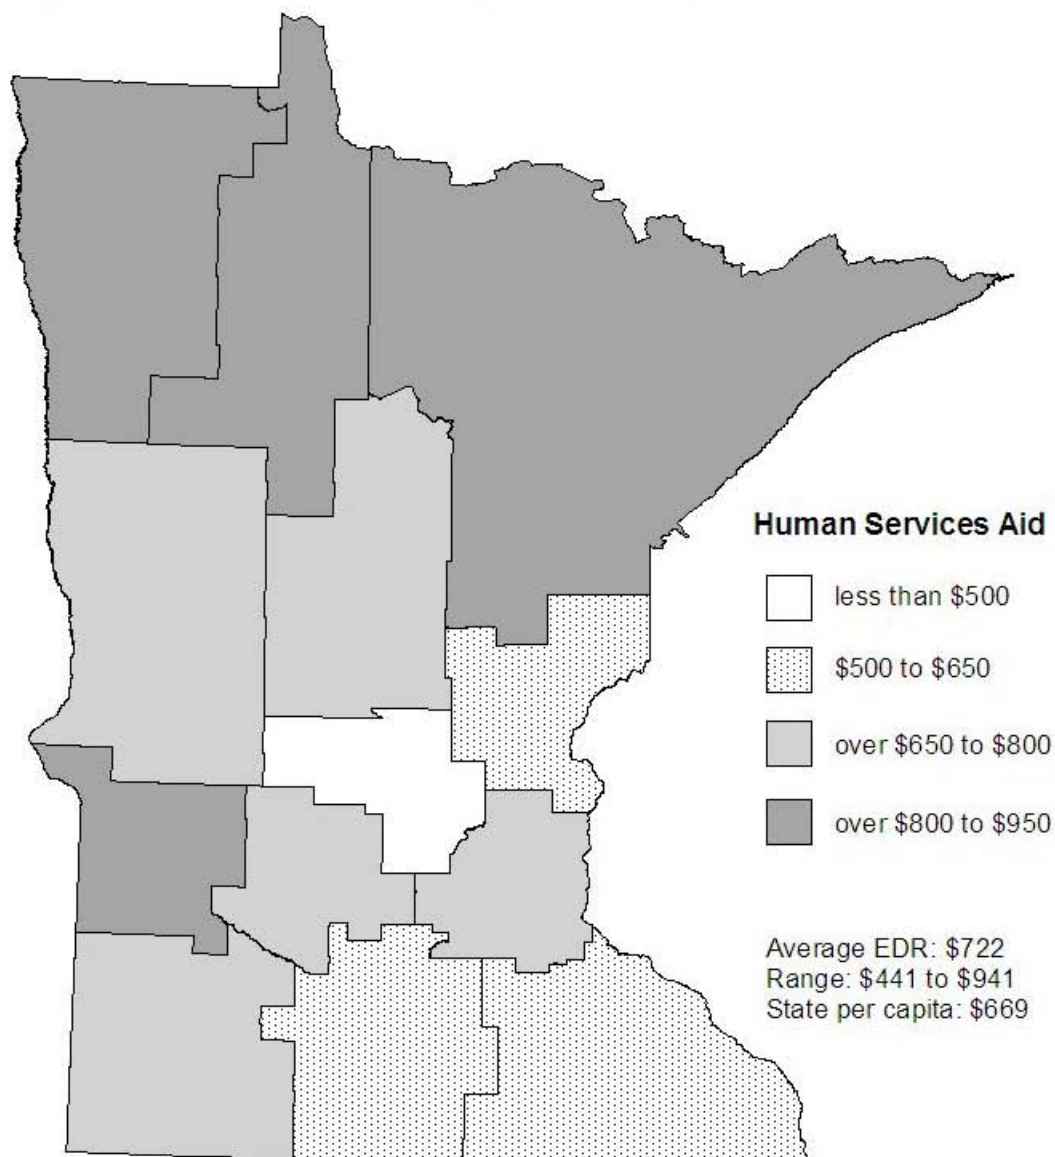 Human Services Aid
less than $500
$500 to $650
over $650 to $800
over $800 to $950
Average EDR: $722
Range: $441 to $941
State per capita: $669